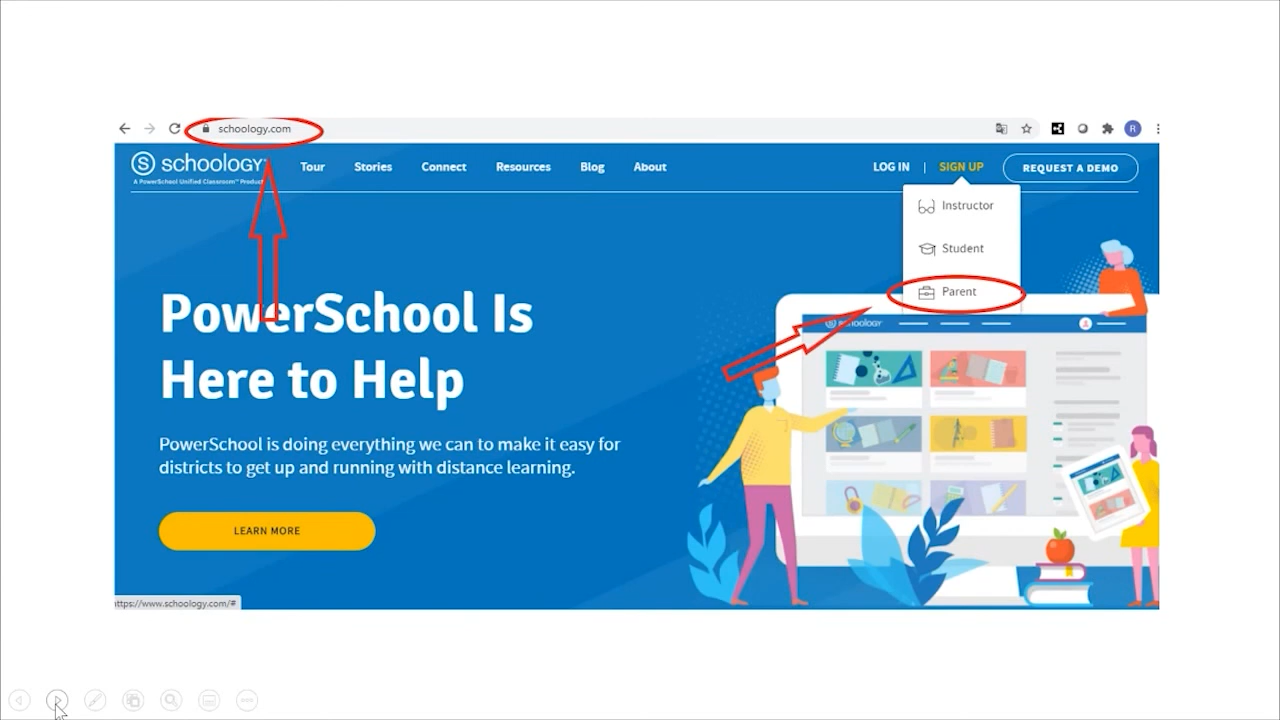 schoology.com
R
S schoology
A PowerSchool Unified Classroom™ Product
Tour Stories Connect Resources Blog About
LOG IN | SIGN UP REQUEST A DEMO
Instructor
Student
Parent
schoology
PowerSchool Is
Here to Help
PowerSchool is doing everything we can to make it easy for
districts to get up and running with distance learning.
LEARN MORE
https://www.schoology.com/#